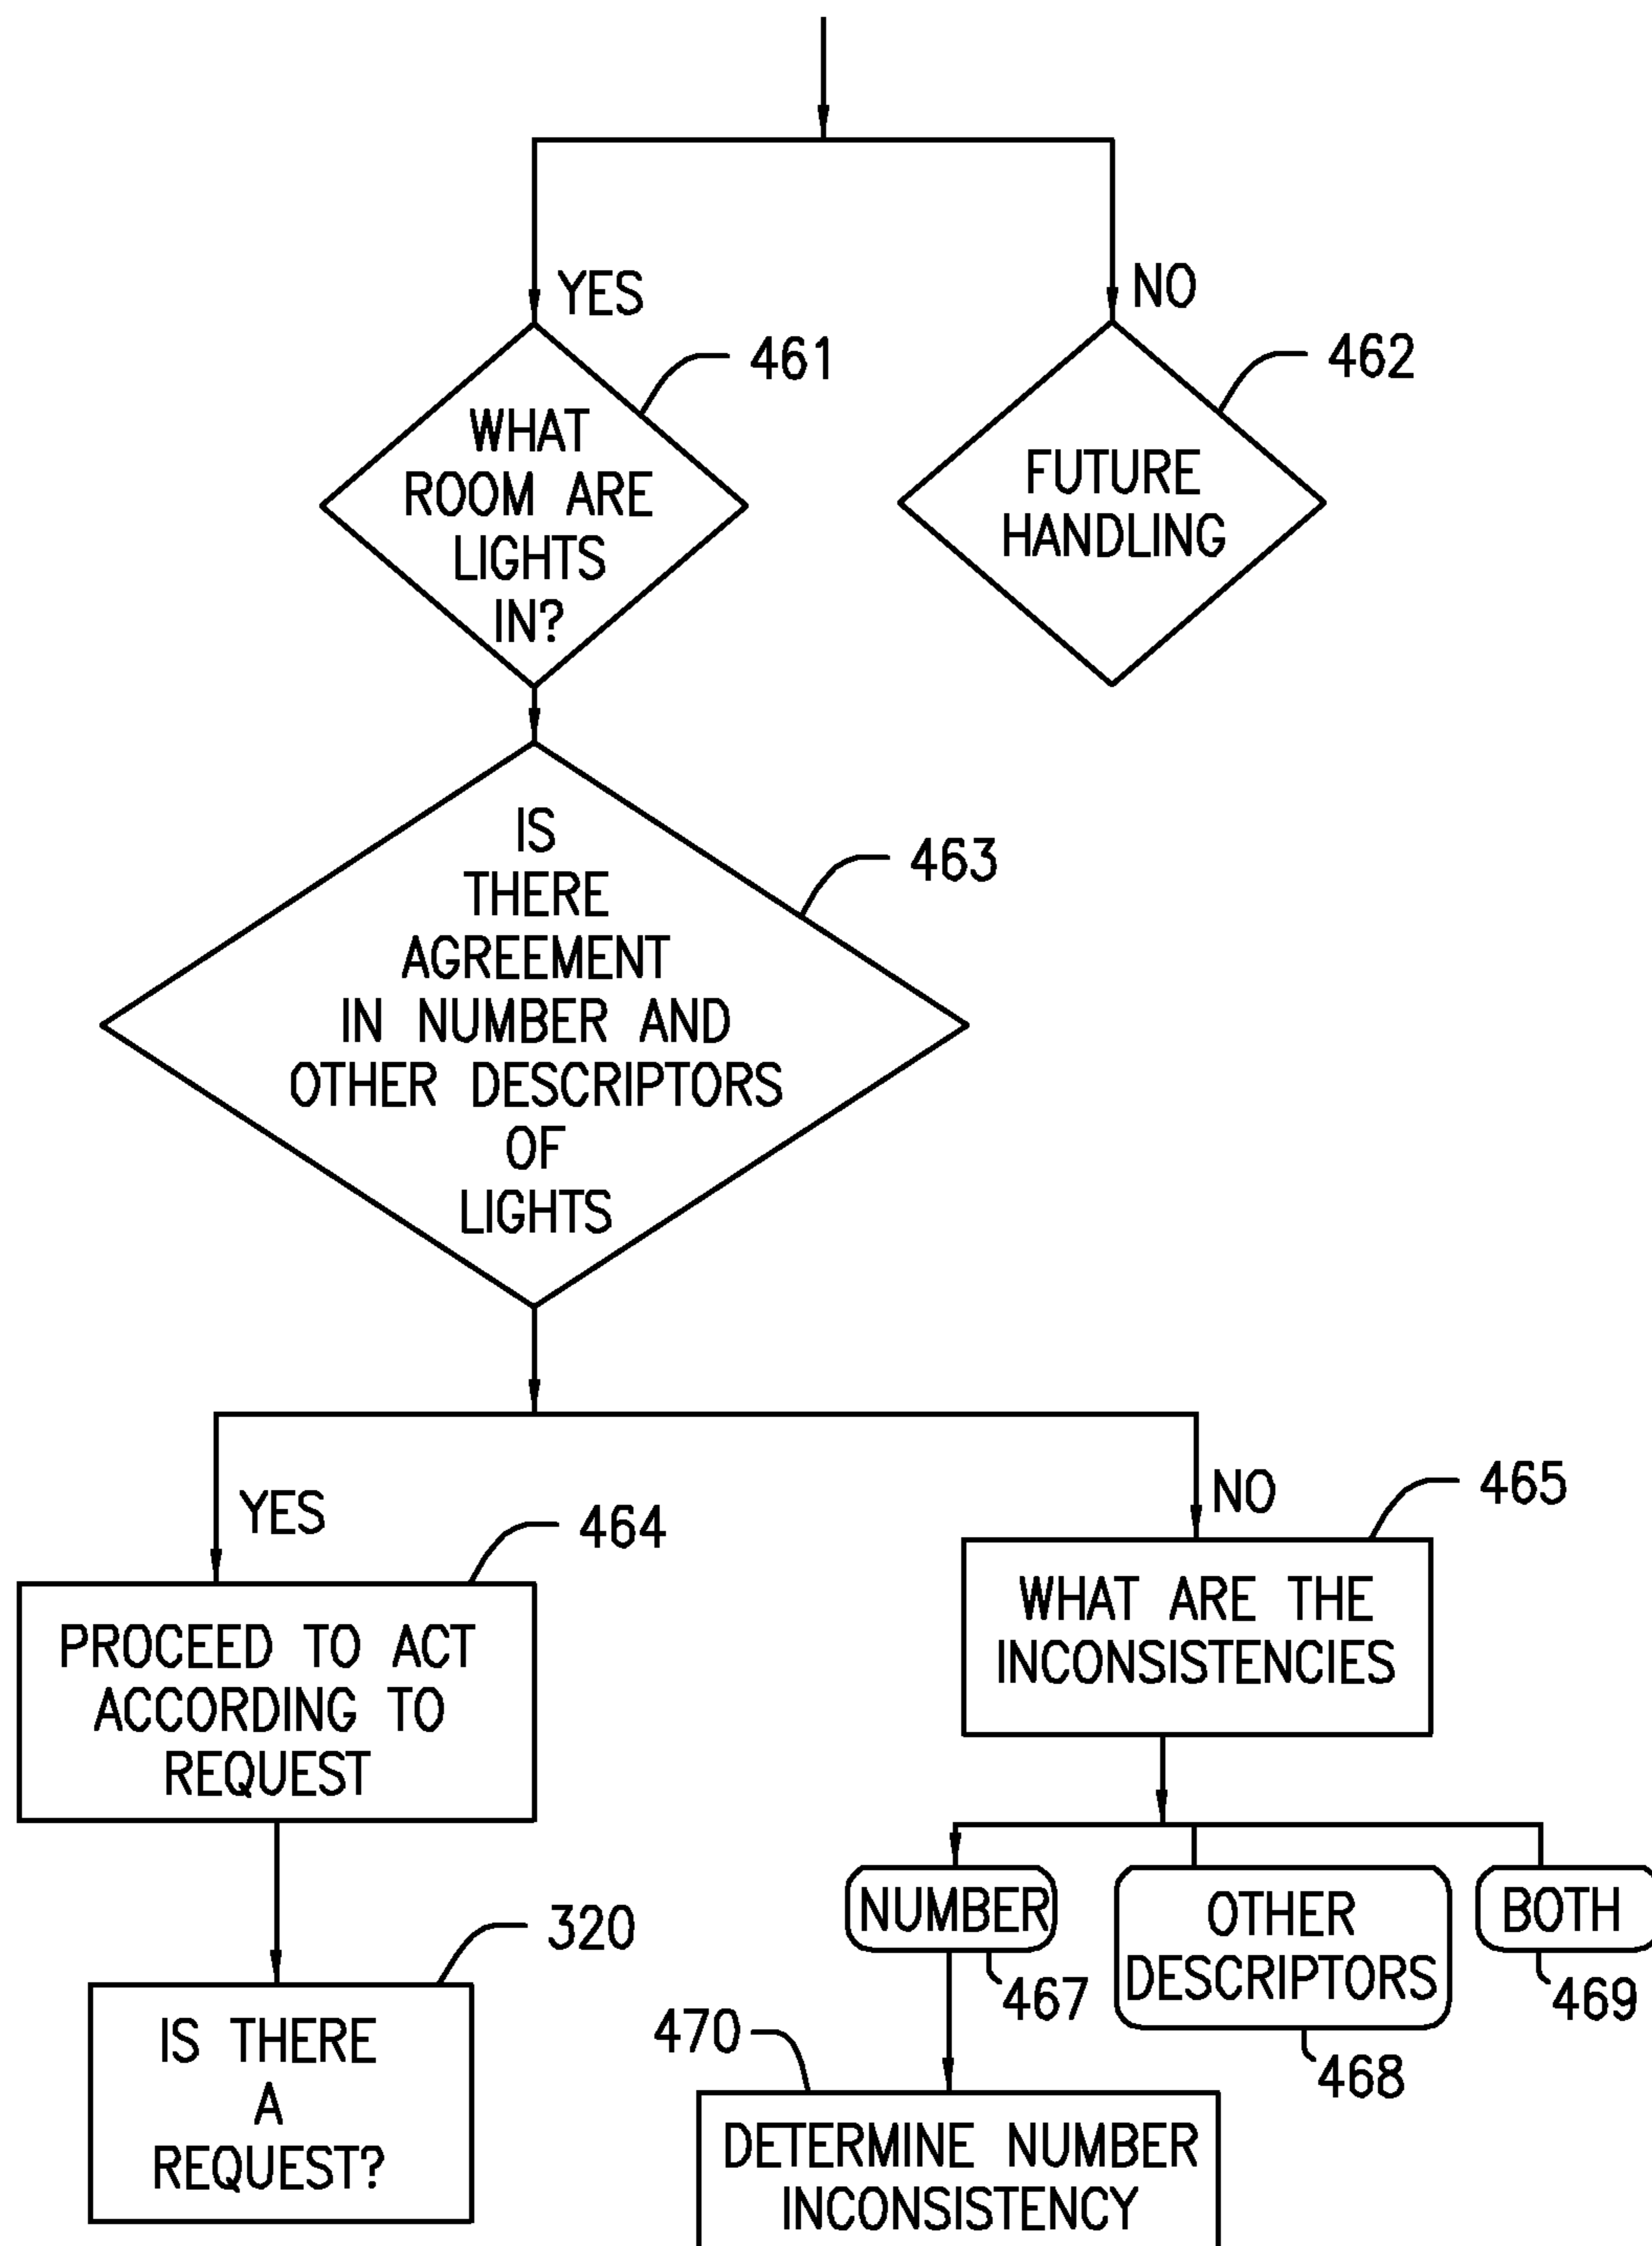 YES
NO
461
462
WHAT
ROOM ARE
LIGHTS
IN?
FUTURE
HANDLING
463
IS
THERE
AGREEMENT
IN NUMBER AND
OTHER DESCRIPTORS
OF
LIGHTS
YES
464
NO
465
PROCEED TO ACT
ACCORDING TO
REQUEST
WHAT ARE THE
INCONSISTENCIES
320
IS THERE
A
REQUEST?
NUMBER
467
OTHER
DESCRIPTORS
468
BOTH
469
470
DETERMINE NUMBER
INCONSISTENCY